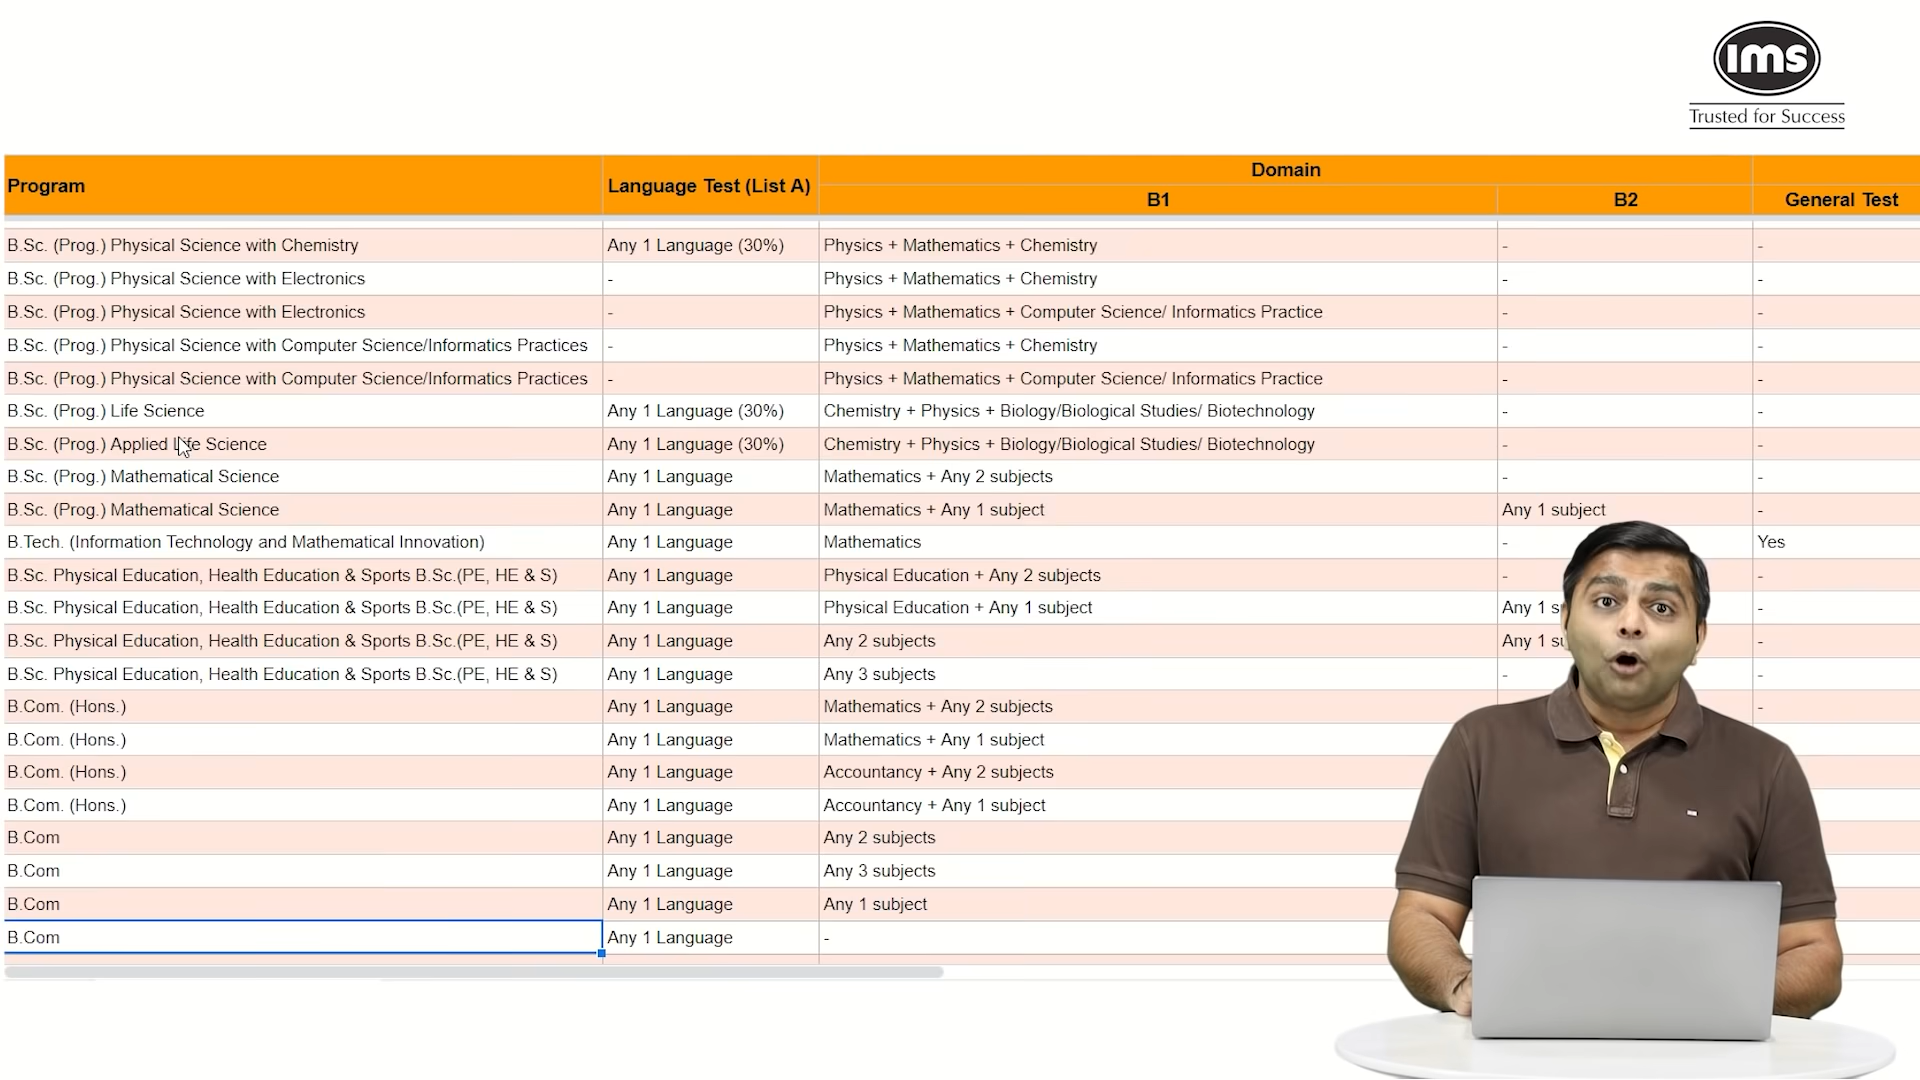 ims
Trusted for Success
Program Language Test (List A) Domain
B1 B2 General Test
B.Sc. (Prog.) Physical Science with Chemistry Any 1 Language (30%) Physics + Mathematics + Chemistry - -
B.Sc. (Prog.) Physical Science with Electronics - Physics + Mathematics + Chemistry - -
B.Sc. (Prog.) Physical Science with Electronics - Physics + Mathematics + Computer Science/ Informatics Practice - -
B.Sc. (Prog.) Physical Science with Computer Science/Informatics Practices - Physics + Mathematics + Chemistry - -
B.Sc. (Prog.) Physical Science with Computer Science/Informatics Practices - Physics + Mathematics + Computer Science/ Informatics Practice - -
B.Sc. (Prog.) Life Science Any 1 Language (30%) Chemistry + Physics + Biology/Biological Studies/ Biotechnology - -
B.Sc. (Prog.) Applied Life Science Any 1 Language (30%) Chemistry + Physics + Biology/Biological Studies/ Biotechnology - -
B.Sc. (Prog.) Mathematical Science Any 1 Language Mathematics + Any 2 subjects - -
B.Sc. (Prog.) Mathematical Science Any 1 Language Mathematics + Any 1 subject Any 1 subject -
B.Tech. (Information Technology and Mathematical Innovation) Any 1 Language Mathematics - Yes
B.Sc. Physical Education, Health Education & Sports B.Sc.(PE, HE & S) Any 1 Language Physical Education + Any 2 subjects - -
B.Sc. Physical Education, Health Education & Sports B.Sc.(PE, HE & S) Any 1 Language Physical Education + Any 1 subject Any 1 -
B.Sc. Physical Education, Health Education & Sports B.Sc.(PE, HE & S) Any 1 Language Any 2 subjects Any 1 -
B.Sc. Physical Education, Health Education & Sports B.Sc.(PE, HE & S) Any 1 Language Any 3 subjects - -
B.Com. (Hons.) Any 1 Language Mathematics + Any 2 subjects -
B.Com. (Hons.) Any 1 Language Mathematics + Any 1 subject
B.Com. (Hons.) Any 1 Language Accountancy + Any 2 subjects
B.Com. (Hons.) Any 1 Language Accountancy + Any 1 subject
B.Com Any 1 Language Any 2 subjects
B.Com Any 1 Language Any 3 subjects
B.Com Any 1 Language Any 1 subject
B.Com Any 1 Language -